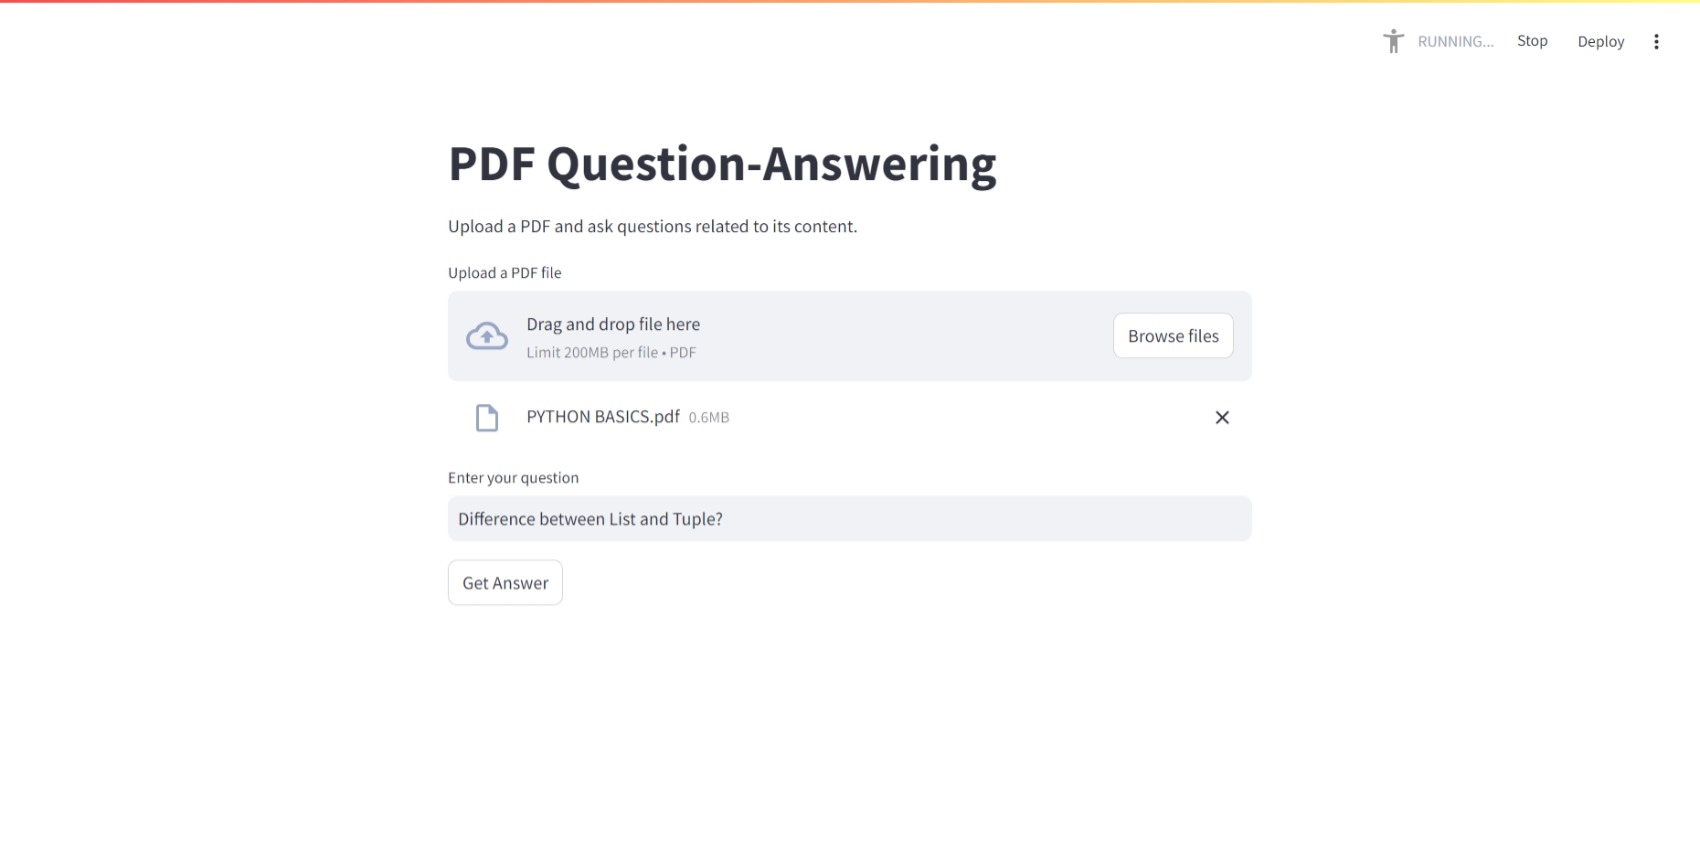 RUNNING... Stop Deploy
PDF Question-Answering
Upload a PDF and ask questions related to its content.
Upload a PDF file
Drag and drop file here
Limit 200MB per file • PDF
Browse files
PYTHON BASICS.pdf 0.6MB
Enter your question
Difference between List and Tuple?
Get Answer